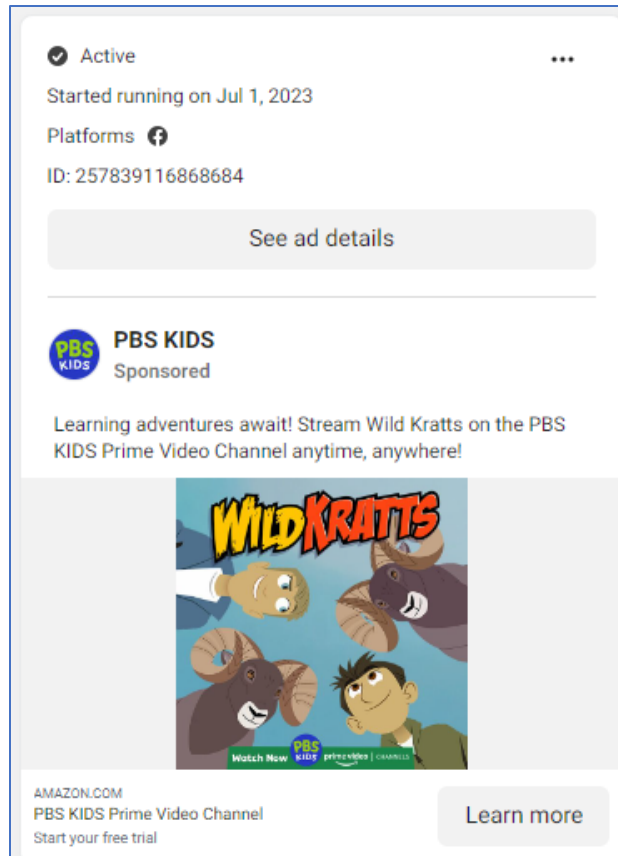 Active
Started running on Jul 1, 2023
Platforms
ID: 257839116868684
See ad details
PBS KIDS
PBS KIDS
Sponsored
Learning adventures await! Stream Wild Kratts on the PBS
KIDS Prime Video Channel anytime, anywhere!
WILD KRATTS
Watch Now PBS KIDS prime video | CHANNELS
AMAZON.COM
PBS KIDS Prime Video Channel
Start your free trial
Learn more